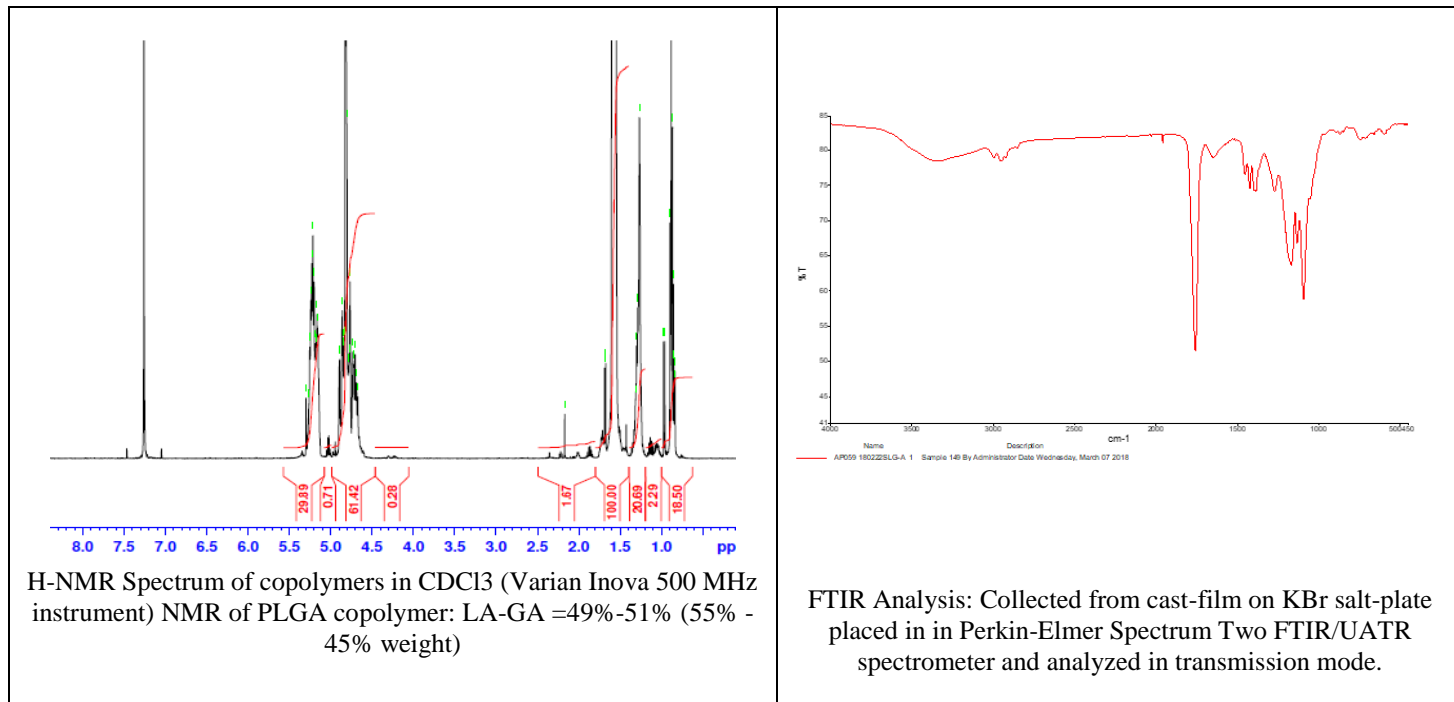 29.89
0.71
61.42
0.28
1.67
100.00
20.69
2.29
18.50
8.0 7.5 7.0 6.5 6.0 5.5 5.0 4.5 4.0 3.5 3.0 2.5 2.0 1.5 1.0 pp
H-NMR Spectrum of copolymers in CDCl3 (Varian Inova 500 MHz
instrument) NMR of PLGA copolymer: LA-GA =49%-51% (55% -
45% weight)
85
80
75
70
65
60
55
50
45
41
%T
4000 3000 2000 1500 1000 500450
cm-1
Name Description
AP059 180222SLG-A 1 Sample 149 By Administrator Date Wednesday, March 07 2018
FTIR Analysis: Collected from cast-film on KBr salt-plate
placed in in Perkin-Elmer Spectrum Two FTIR/UATR
spectrometer and analyzed in transmission mode.